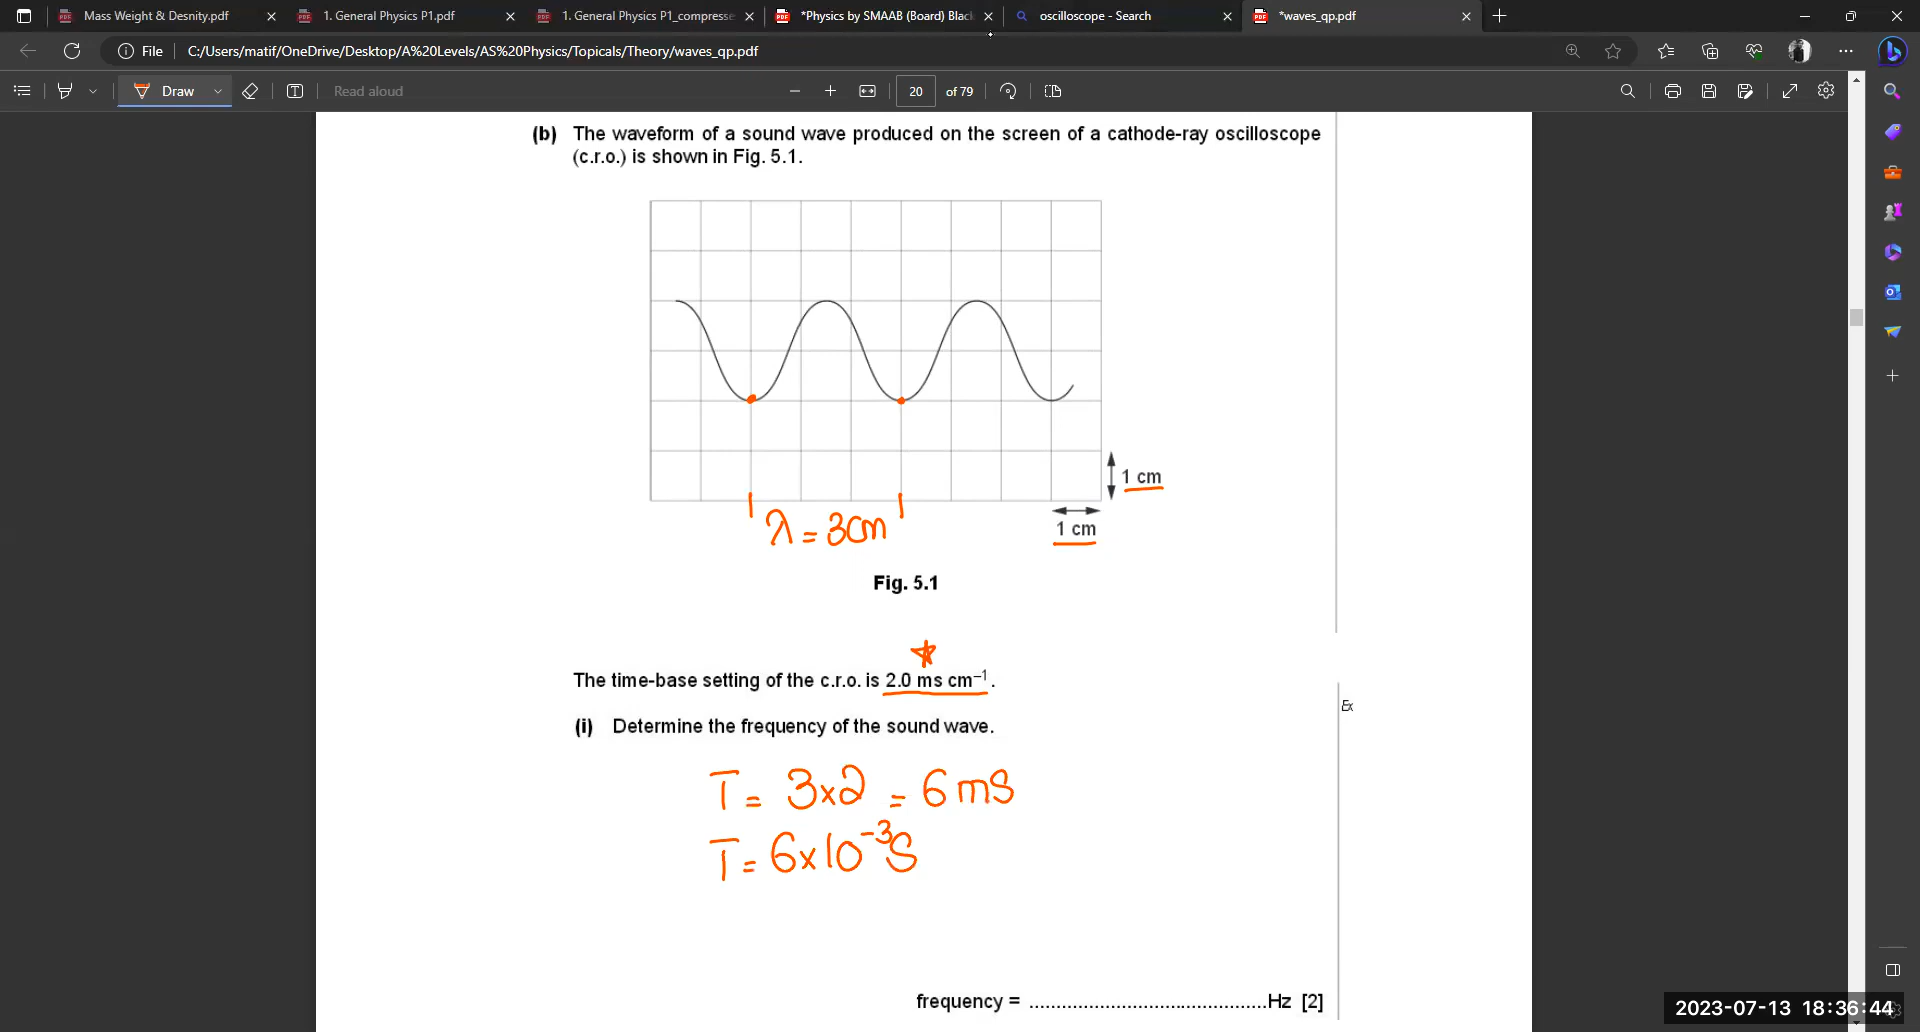 Mass Weight & Desnity.pdf
1. General Physics P1.pdf
1. General Physics P1_compresse
*Physics by SMAAB (Board) Blac
oscilloscope - Search
*waves_qp.pdf
File
C:/Users/matif/OneDrive/Desktop/A%20Levels/AS%20Physics/Topicals/Theory/waves_qp.pdf
Draw
Read aloud
20 of 79
(b) The waveform of a sound wave produced on the screen of a cathode-ray oscilloscope
(c.r.o.) is shown in Fig. 5.1.
1 cm
1 cm
λ = 3cm
Fig. 5.1
The time-base setting of the c.r.o. is 2.0 ms cm⁻¹.
Ex
(i) Determine the frequency of the sound wave.
T = 3x2 = 6ms
T = 6x10⁻³S
frequency = ..........................................Hz [2]
2023-07-13 18:36:44